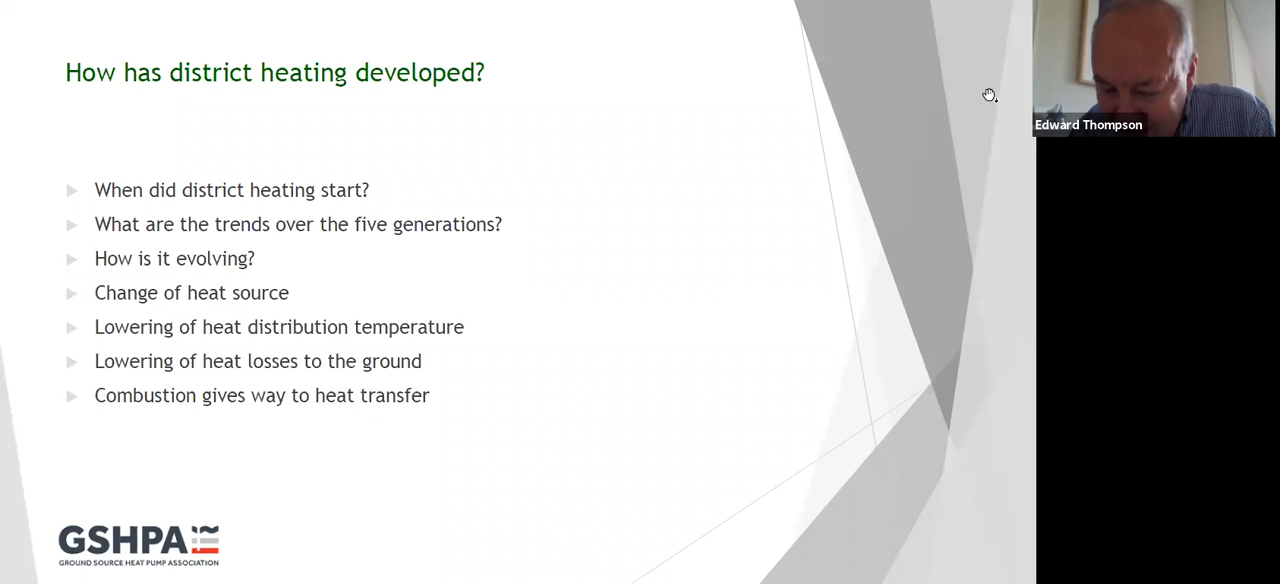 How has district heating developed?
When did district heating start?
What are the trends over the five generations?
How is it evolving?
Change of heat source
Lowering of heat distribution temperature
Lowering of heat losses to the ground
Combustion gives way to heat transfer
GSHPA
GROUND SOURCE HEAT PUMP ASSOCIATION
Edward Thompson